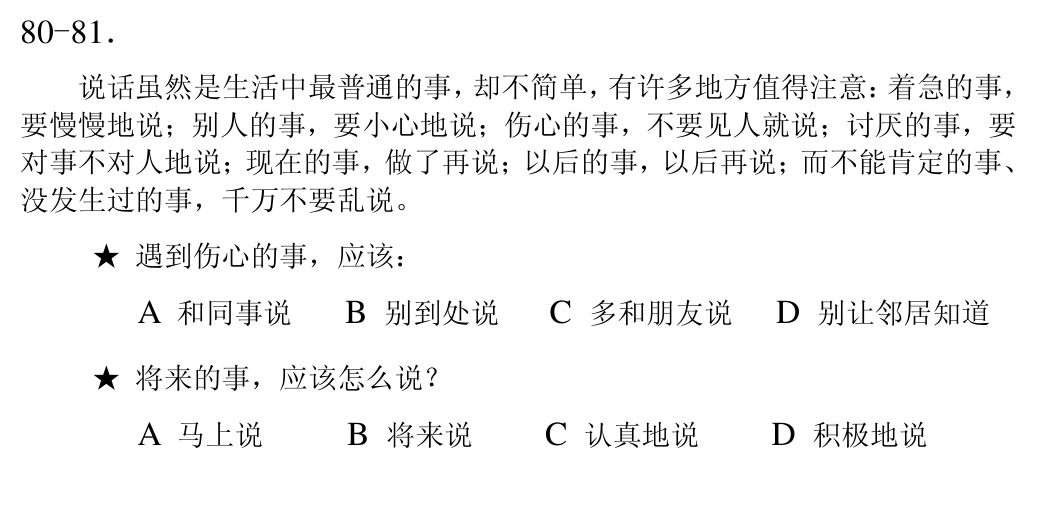 80-81.
说话虽然是生活中最普通的事，却不简单，有许多地方值得注意：着急的事，
要慢慢地说；别人的事，要小心地说；伤心的事，不要见人就说；讨厌的事，要
对事不对人地说；现在的事，做了再说；以后的事，以后再说；而不能肯定的事、
没发生过的事，千万不要乱说。
★ 遇到伤心的事，应该：
A 和同事说 B 别到处说 C 多和朋友说 D 别让邻居知道
★ 将来的事，应该怎么说？
A 马上说 B 将来说 C 认真地说 D 积极地说